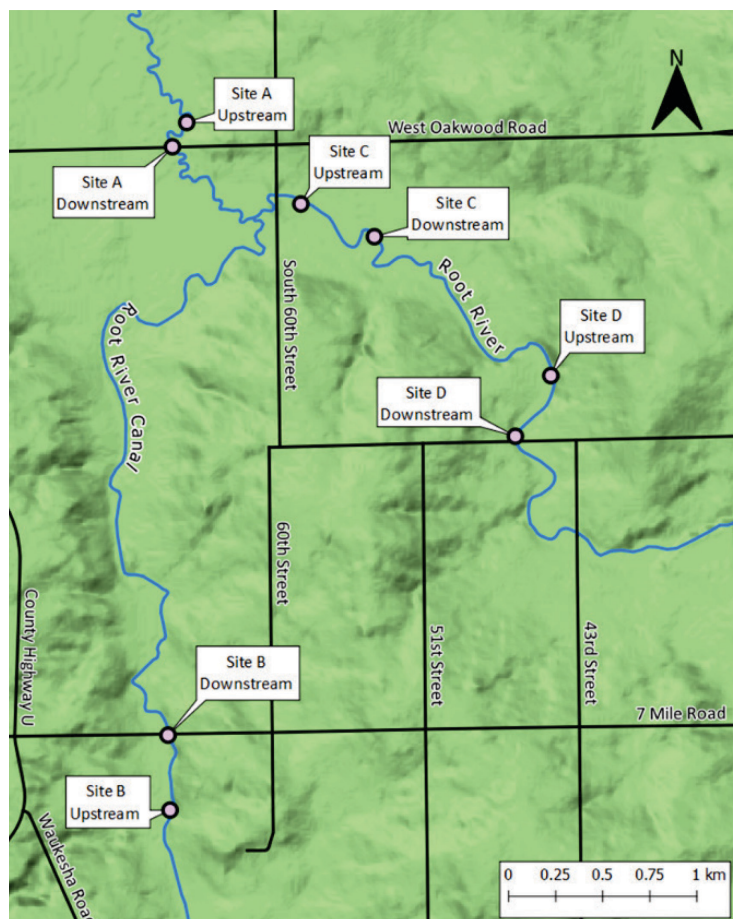 N
Site A
Upstream
West Oakwood Road
Site A
Downstream
Site C
Upstream
Site C
Downstream
South 60th Street
Root River
Root River Canal
Site D
Upstream
Site D
Downstream
60th Street
51st Street
43rd Street
County Highway U
Site B
Downstream
7 Mile Road
Site B
Upstream
Waukesha Road
0 0.25 0.5 0.75 1 km